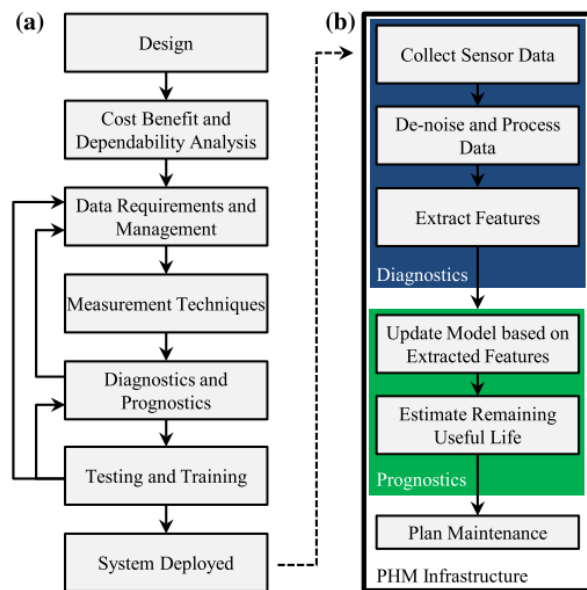 (a)
Design
Cost Benefit and
Dependability Analysis
Data Requirements and
Management
Measurement Techniques
Diagnostics and
Prognostics
Testing and Training
System Deployed
(b)
Collect Sensor Data
De-noise and Process
Data
Extract Features
Diagnostics
Update Model based on
Extracted Features
Estimate Remaining
Useful Life
Prognostics
Plan Maintenance
PHM Infrastructure